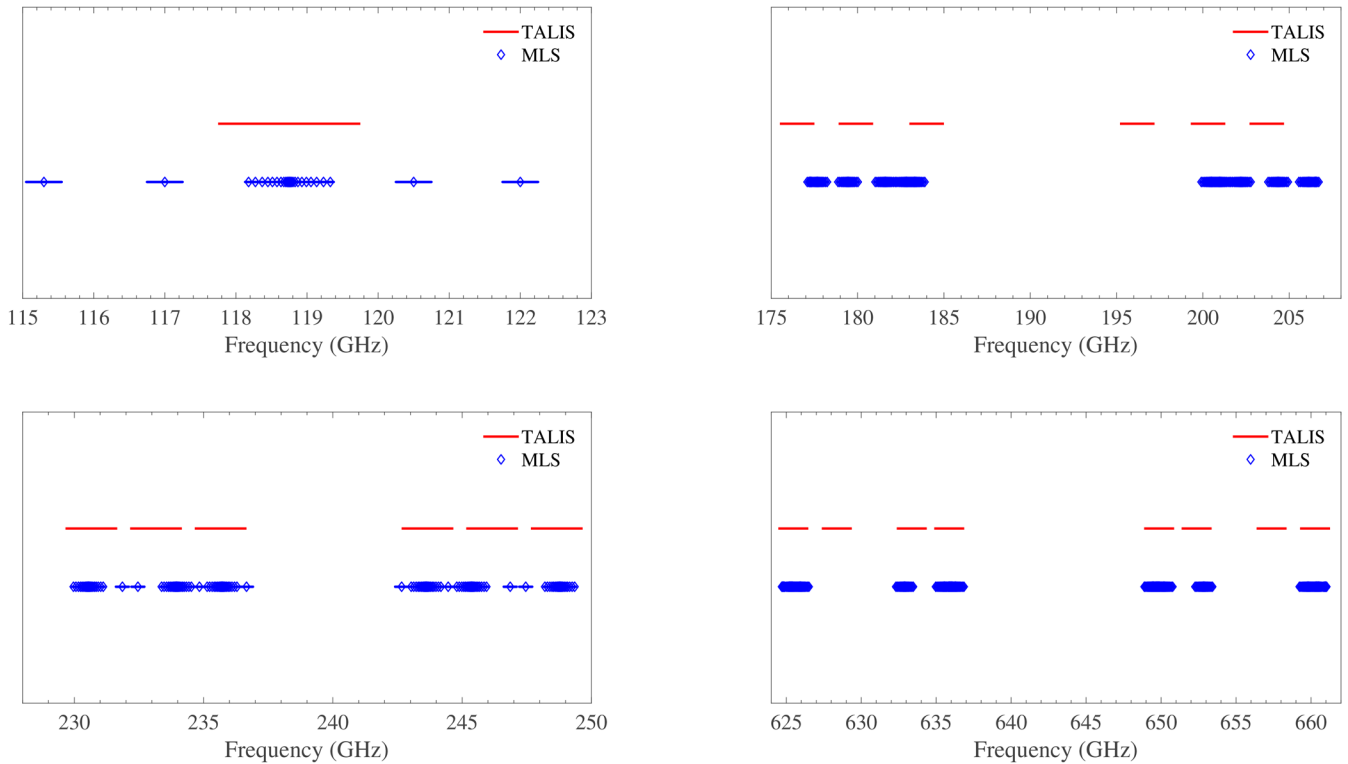 TALIS
MLS
115 116 117 118 119 120 121 122 123
Frequency (GHz)
TALIS
MLS
175 180 185 190 195 200 205
Frequency (GHz)
TALIS
MLS
230 235 240 245 250
Frequency (GHz)
TALIS
MLS
625 630 635 640 645 650 655 660
Frequency (GHz)